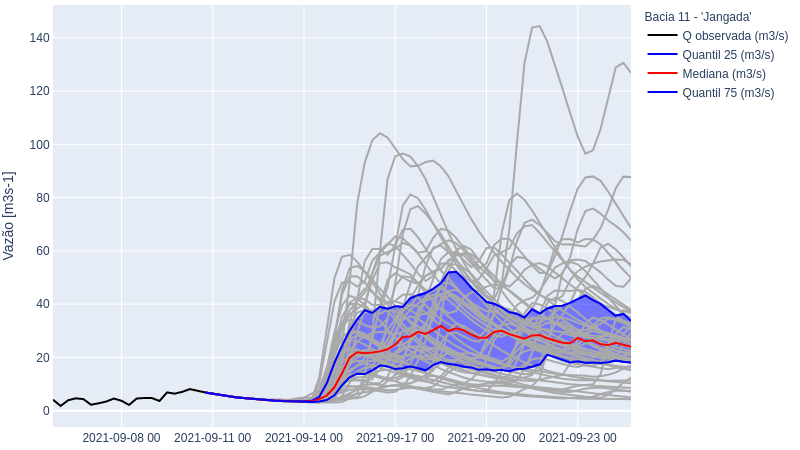 Bacia 11 - 'Jangada'
Q observada (m3/s)
Quantil 25 (m3/s)
Mediana (m3/s)
Quantil 75 (m3/s)
Vazão [m3s-1]
140
120
100
80
60
40
20
0
2021-09-08 00
2021-09-11 00
2021-09-14 00
2021-09-17 00
2021-09-20 00
2021-09-23 00